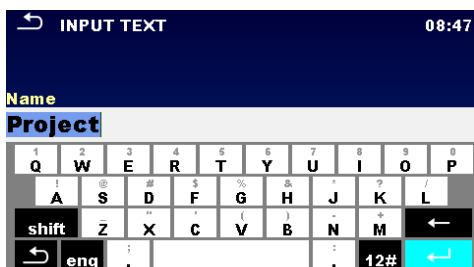 INPUT TEXT 08:47
Name
Project
1 2 3 4 5 6 7 8 9 0
Q W E R T Y U I O P
! @ # $ % & * ? /
A S D F G H J K L
" ' ( ) - +
shift Z X C V B N M ←
; :
eng , . 12#